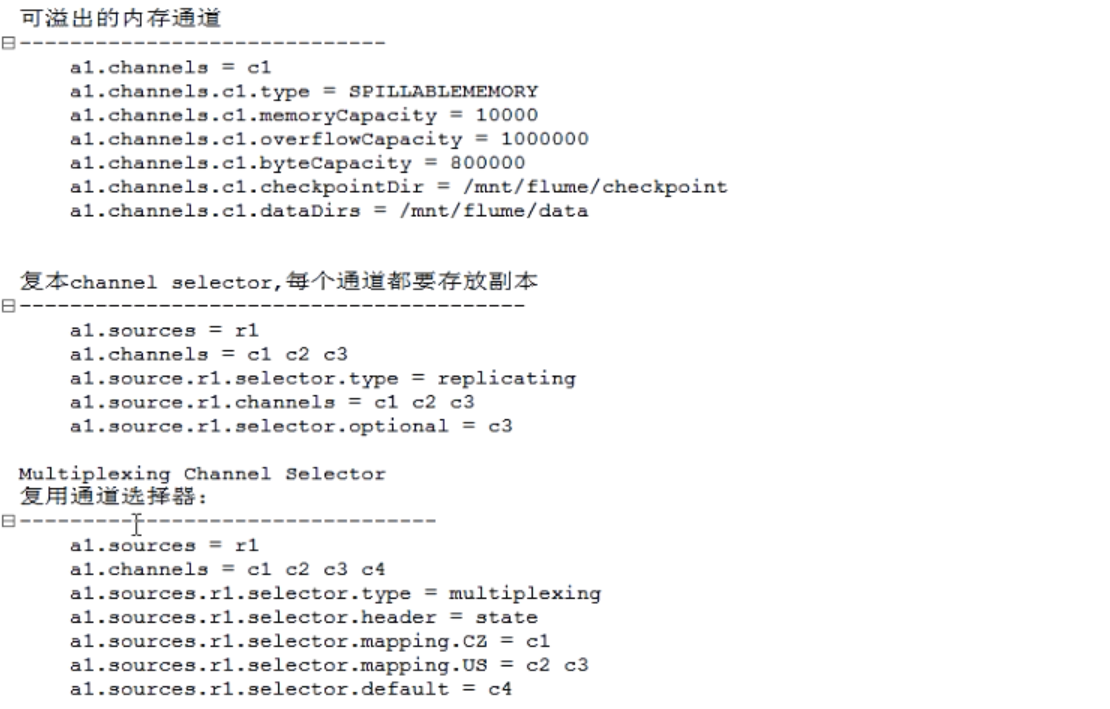 可溢出的内存通道
------------------------------
a1.channels = c1
a1.channels.c1.type = SPILLABLEMEMORY
a1.channels.c1.memoryCapacity = 10000
a1.channels.c1.overflowCapacity = 1000000
a1.channels.c1.byteCapacity = 800000
a1.channels.c1.checkpointDir = /mnt/flume/checkpoint
a1.channels.c1.dataDirs = /mnt/flume/data
复本channel selector,每个通道都要存放副本
-----------------------------------------
a1.sources = r1
a1.channels = c1 c2 c3
a1.source.r1.selector.type = replicating
a1.source.r1.channels = c1 c2 c3
a1.source.r1.selector.optional = c3
Multiplexing Channel Selector
复用通道选择器:
----------------------------------
a1.sources = r1
a1.channels = c1 c2 c3 c4
a1.sources.r1.selector.type = multiplexing
a1.sources.r1.selector.header = state
a1.sources.r1.selector.mapping.CZ = c1
a1.sources.r1.selector.mapping.US = c2 c3
a1.sources.r1.selector.default = c4